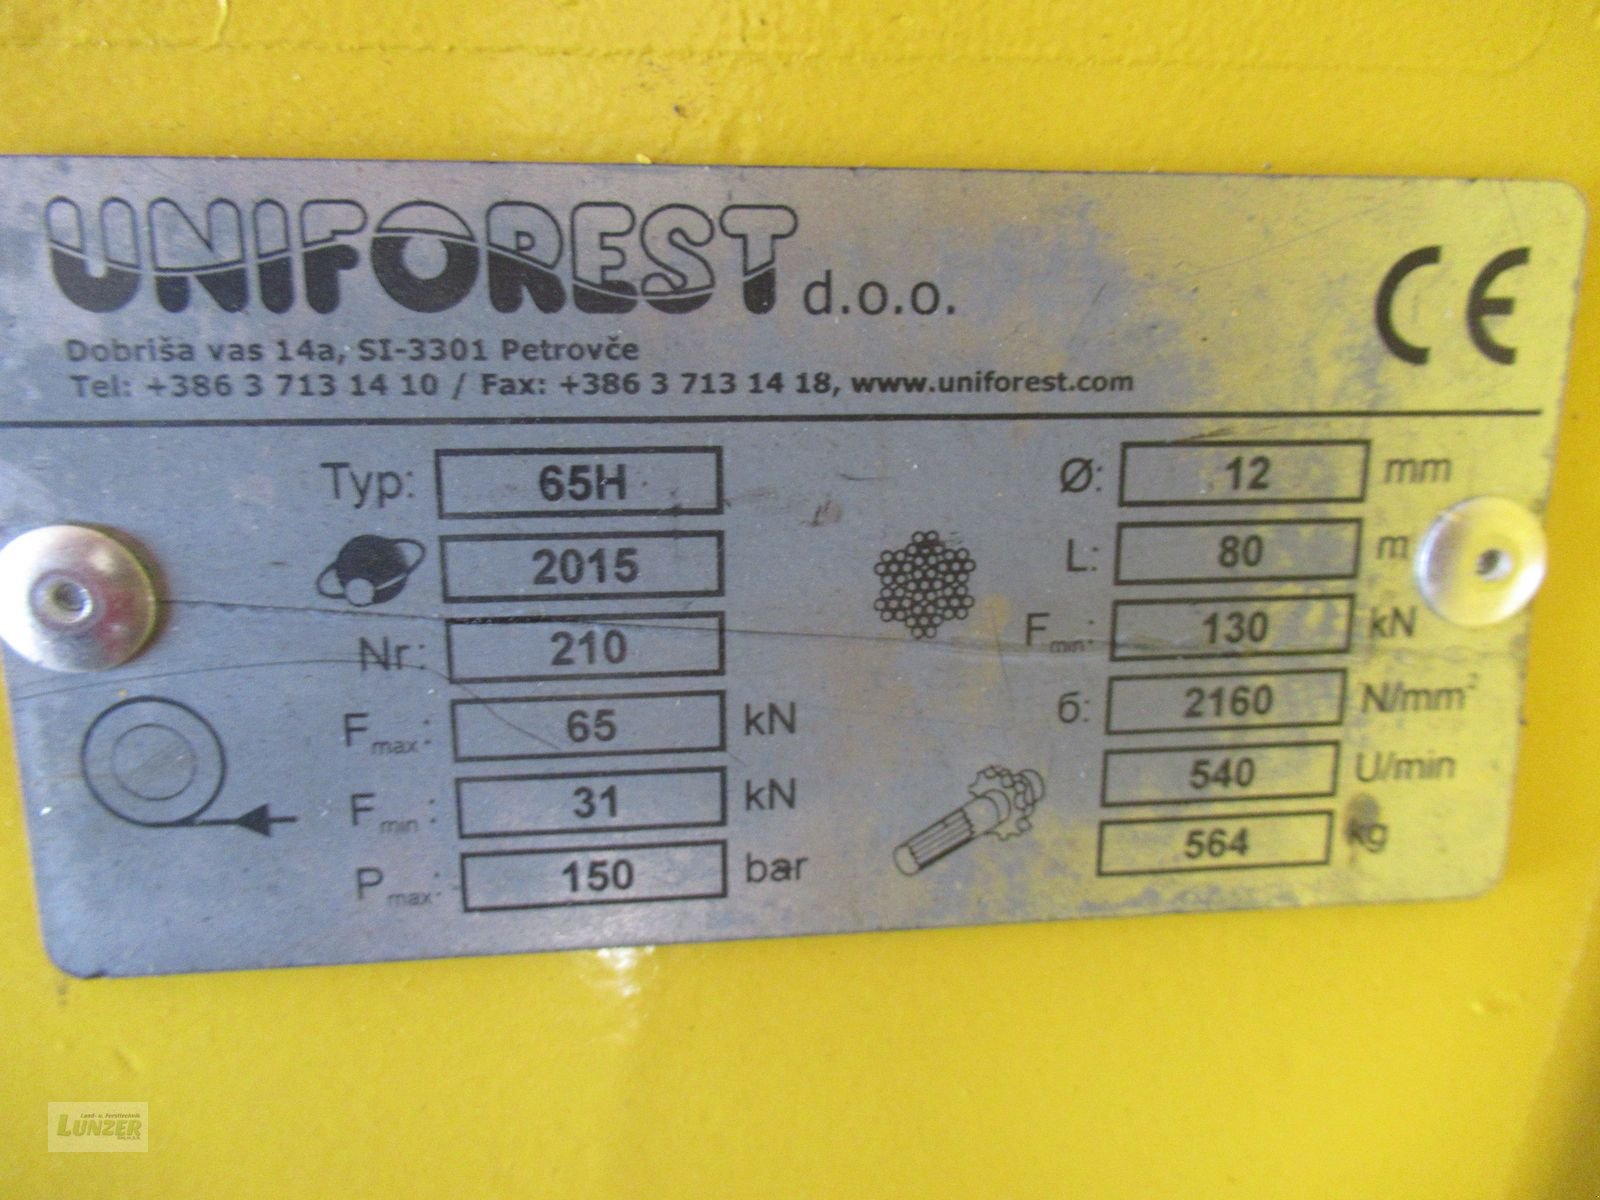 UNIFOREST d.o.o.
CE
Dobriša vas 14a, SI-3301 Petrovče
Tel: +386 3 713 14 10 / Fax: +386 3 713 14 18, www.uniforest.com
Typ: 65H
2015
Nr: 210
Fmax: 65 kN
Fmin: 31 kN
Pmax: 150 bar
Ø: 12 mm
L: 80 m
Fmin: 130 kN
б: 2160 N/mm²
540 U/min
564 kg
Land- u. Forsttechnik
LUNZER